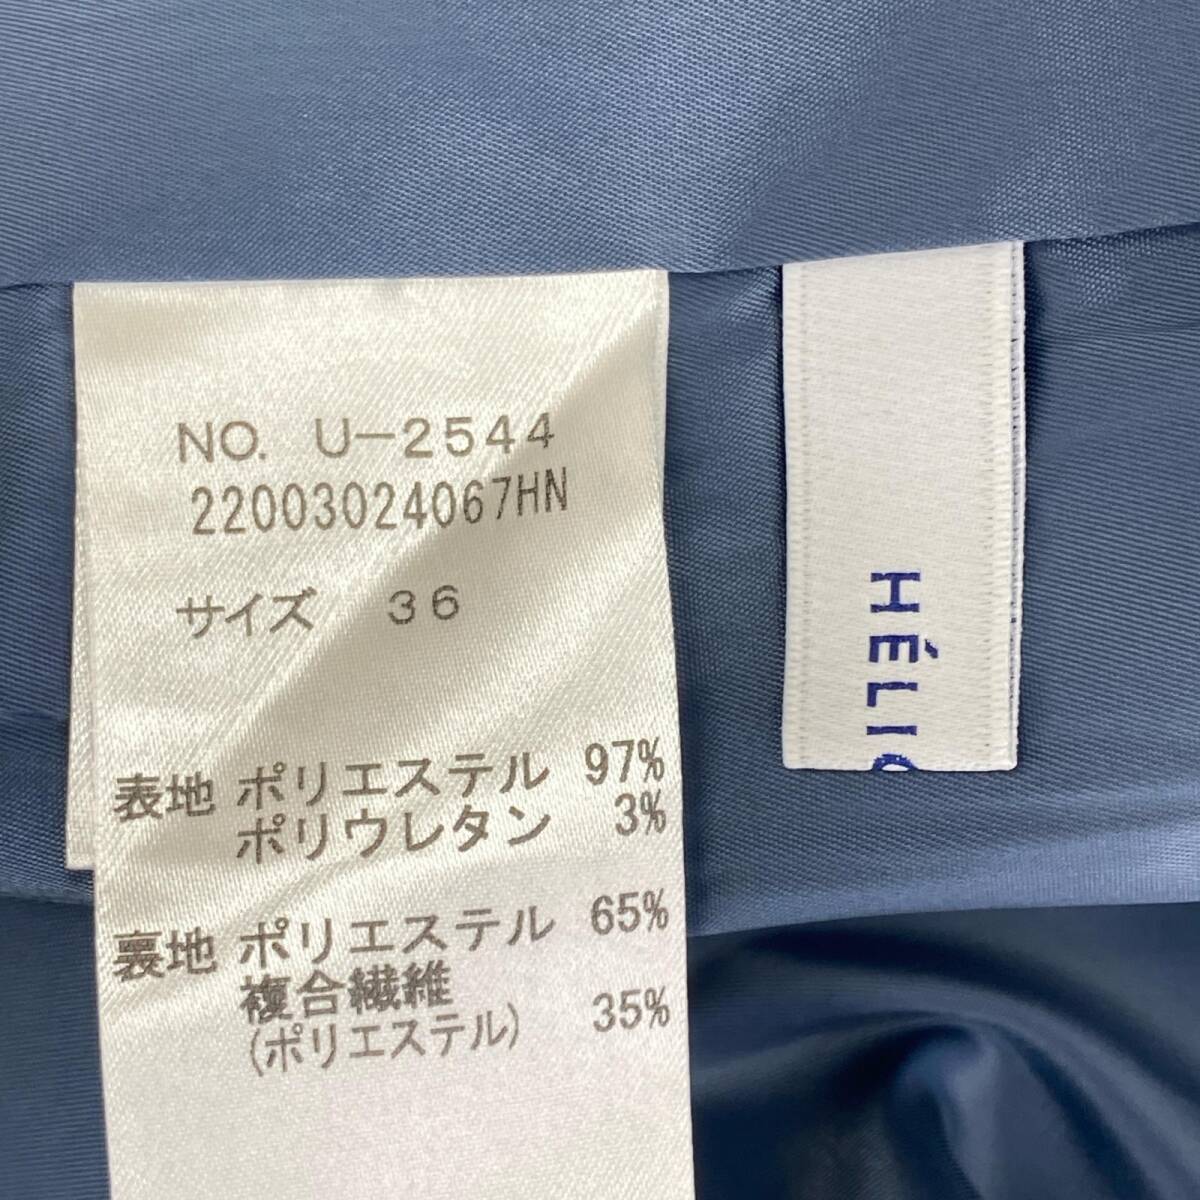 NO. U-2544
22003024067HN
サイズ 36
表地 ポリエステル 97%
ポリウレタン 3%
裏地 ポリエステル 65%
複合繊維
(ポリエステル) 35%
HÉLIO